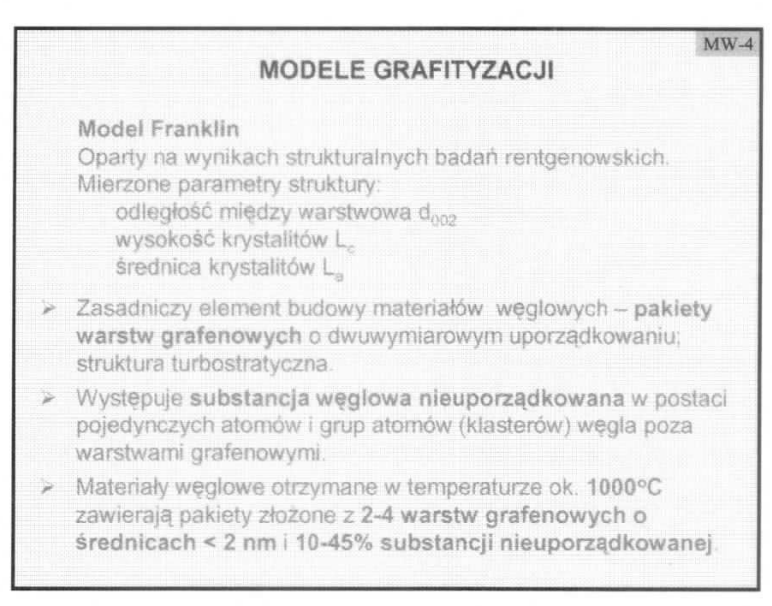 MW-4
MODELE GRAFITYZACJI
Model Franklin
Oparty na wynikach strukturalnych badań rentgenowskich.
Mierzone parametry struktury:
odległość między warstwowa d₀₀₂
wysokość krystalitów L_c
średnica krystalitów L_a
➢ Zasadniczy element budowy materiałów węglowych – pakiety
warstw grafenowych o dwuwymiarowym uporządkowaniu;
struktura turbostratyczna.
➢ Występuje substancja węglowa nieuporządkowana w postaci
pojedynczych atomów i grup atomów (klasterów) węgla poza
warstwami grafenowymi.
➢ Materiały węglowe otrzymane w temperaturze ok. 1000°C
zawierają pakiety złożone z 2-4 warstw grafenowych o
średnicach < 2 nm i 10-45% substancji nieuporządkowanej.